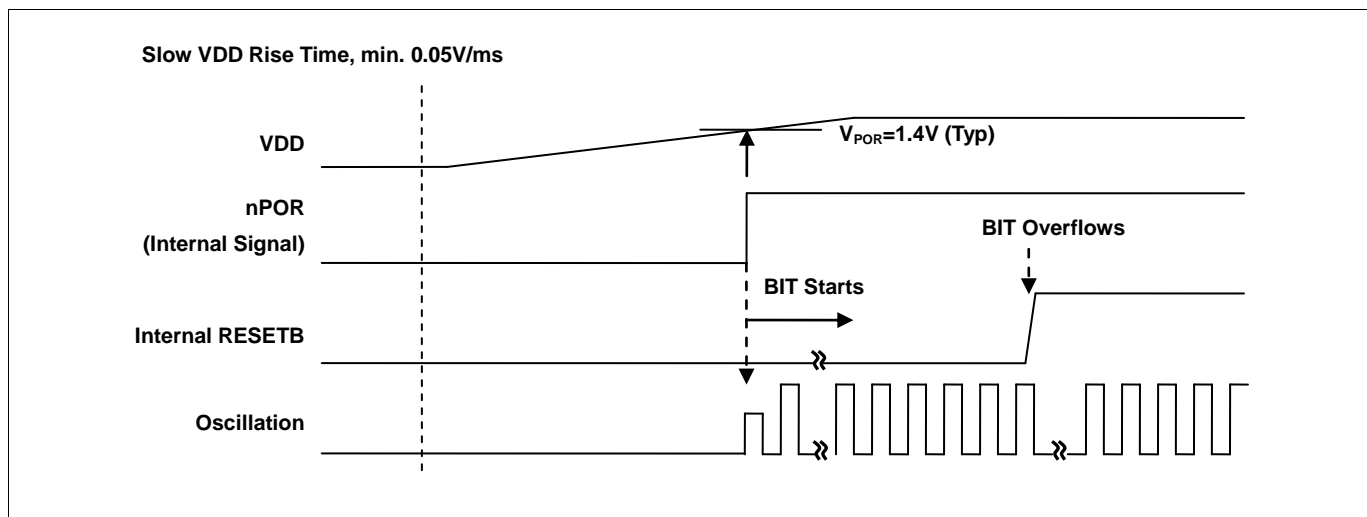 Slow VDD Rise Time, min. 0.05V/ms
VDD
VPOR=1.4V (Typ)
nPOR
(Internal Signal)
BIT Overflows
BIT Starts
Internal RESETB
Oscillation